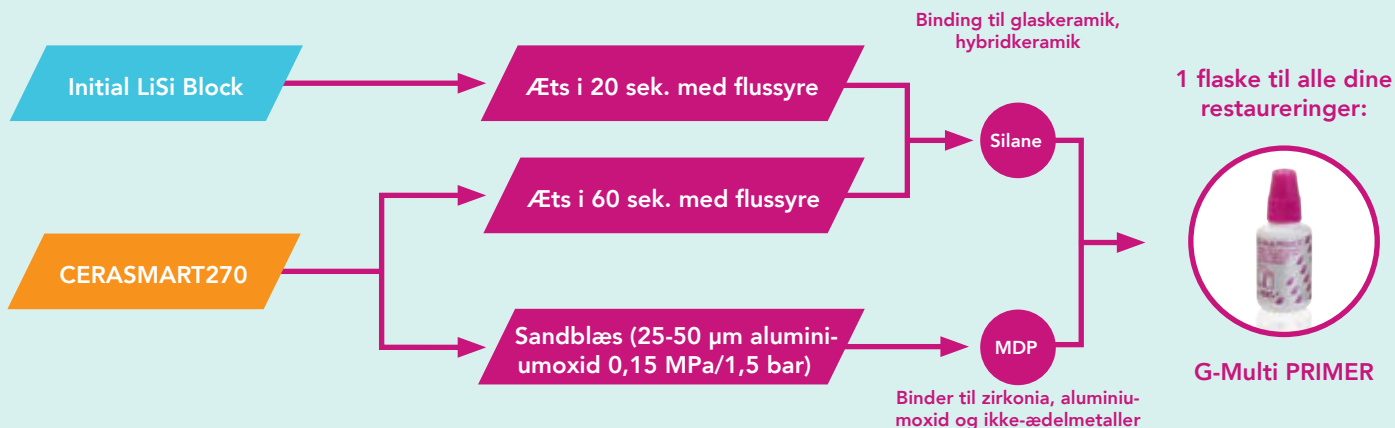 Binding til glaskeramik,
hybridkeramik
Initial LiSi Block
Æts i 20 sek. med flussyre
Silane
1 flaske til alle dine
restaureringer:
Æts i 60 sek. med flussyre
CERASMART270
Sandblæs (25-50 μm alumini-
umoxid 0,15 MPa/1,5 bar)
MDP
Binder til zirkonia, aluminiu-
moxid og ikke-ædelmetaller
G-Multi PRIMER